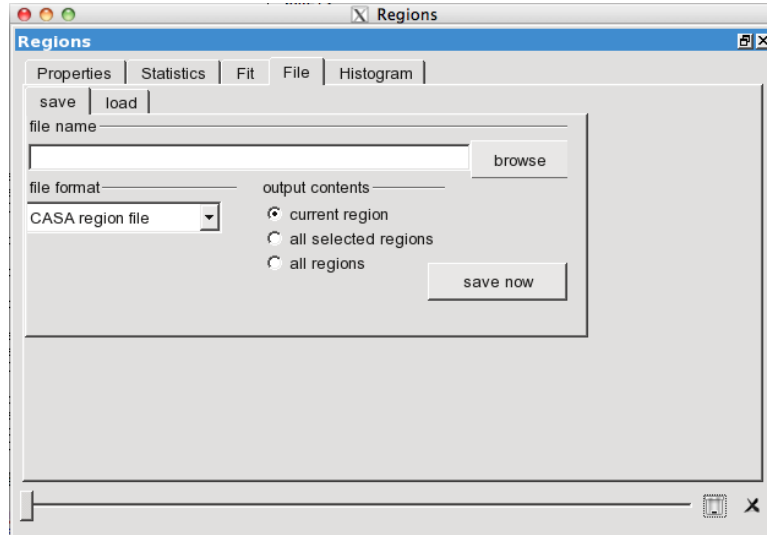 Regions
Regions
Properties Statistics Fit File Histogram
save load
file name
browse
file format output contents
CASA region file current region
all selected regions
all regions
save now